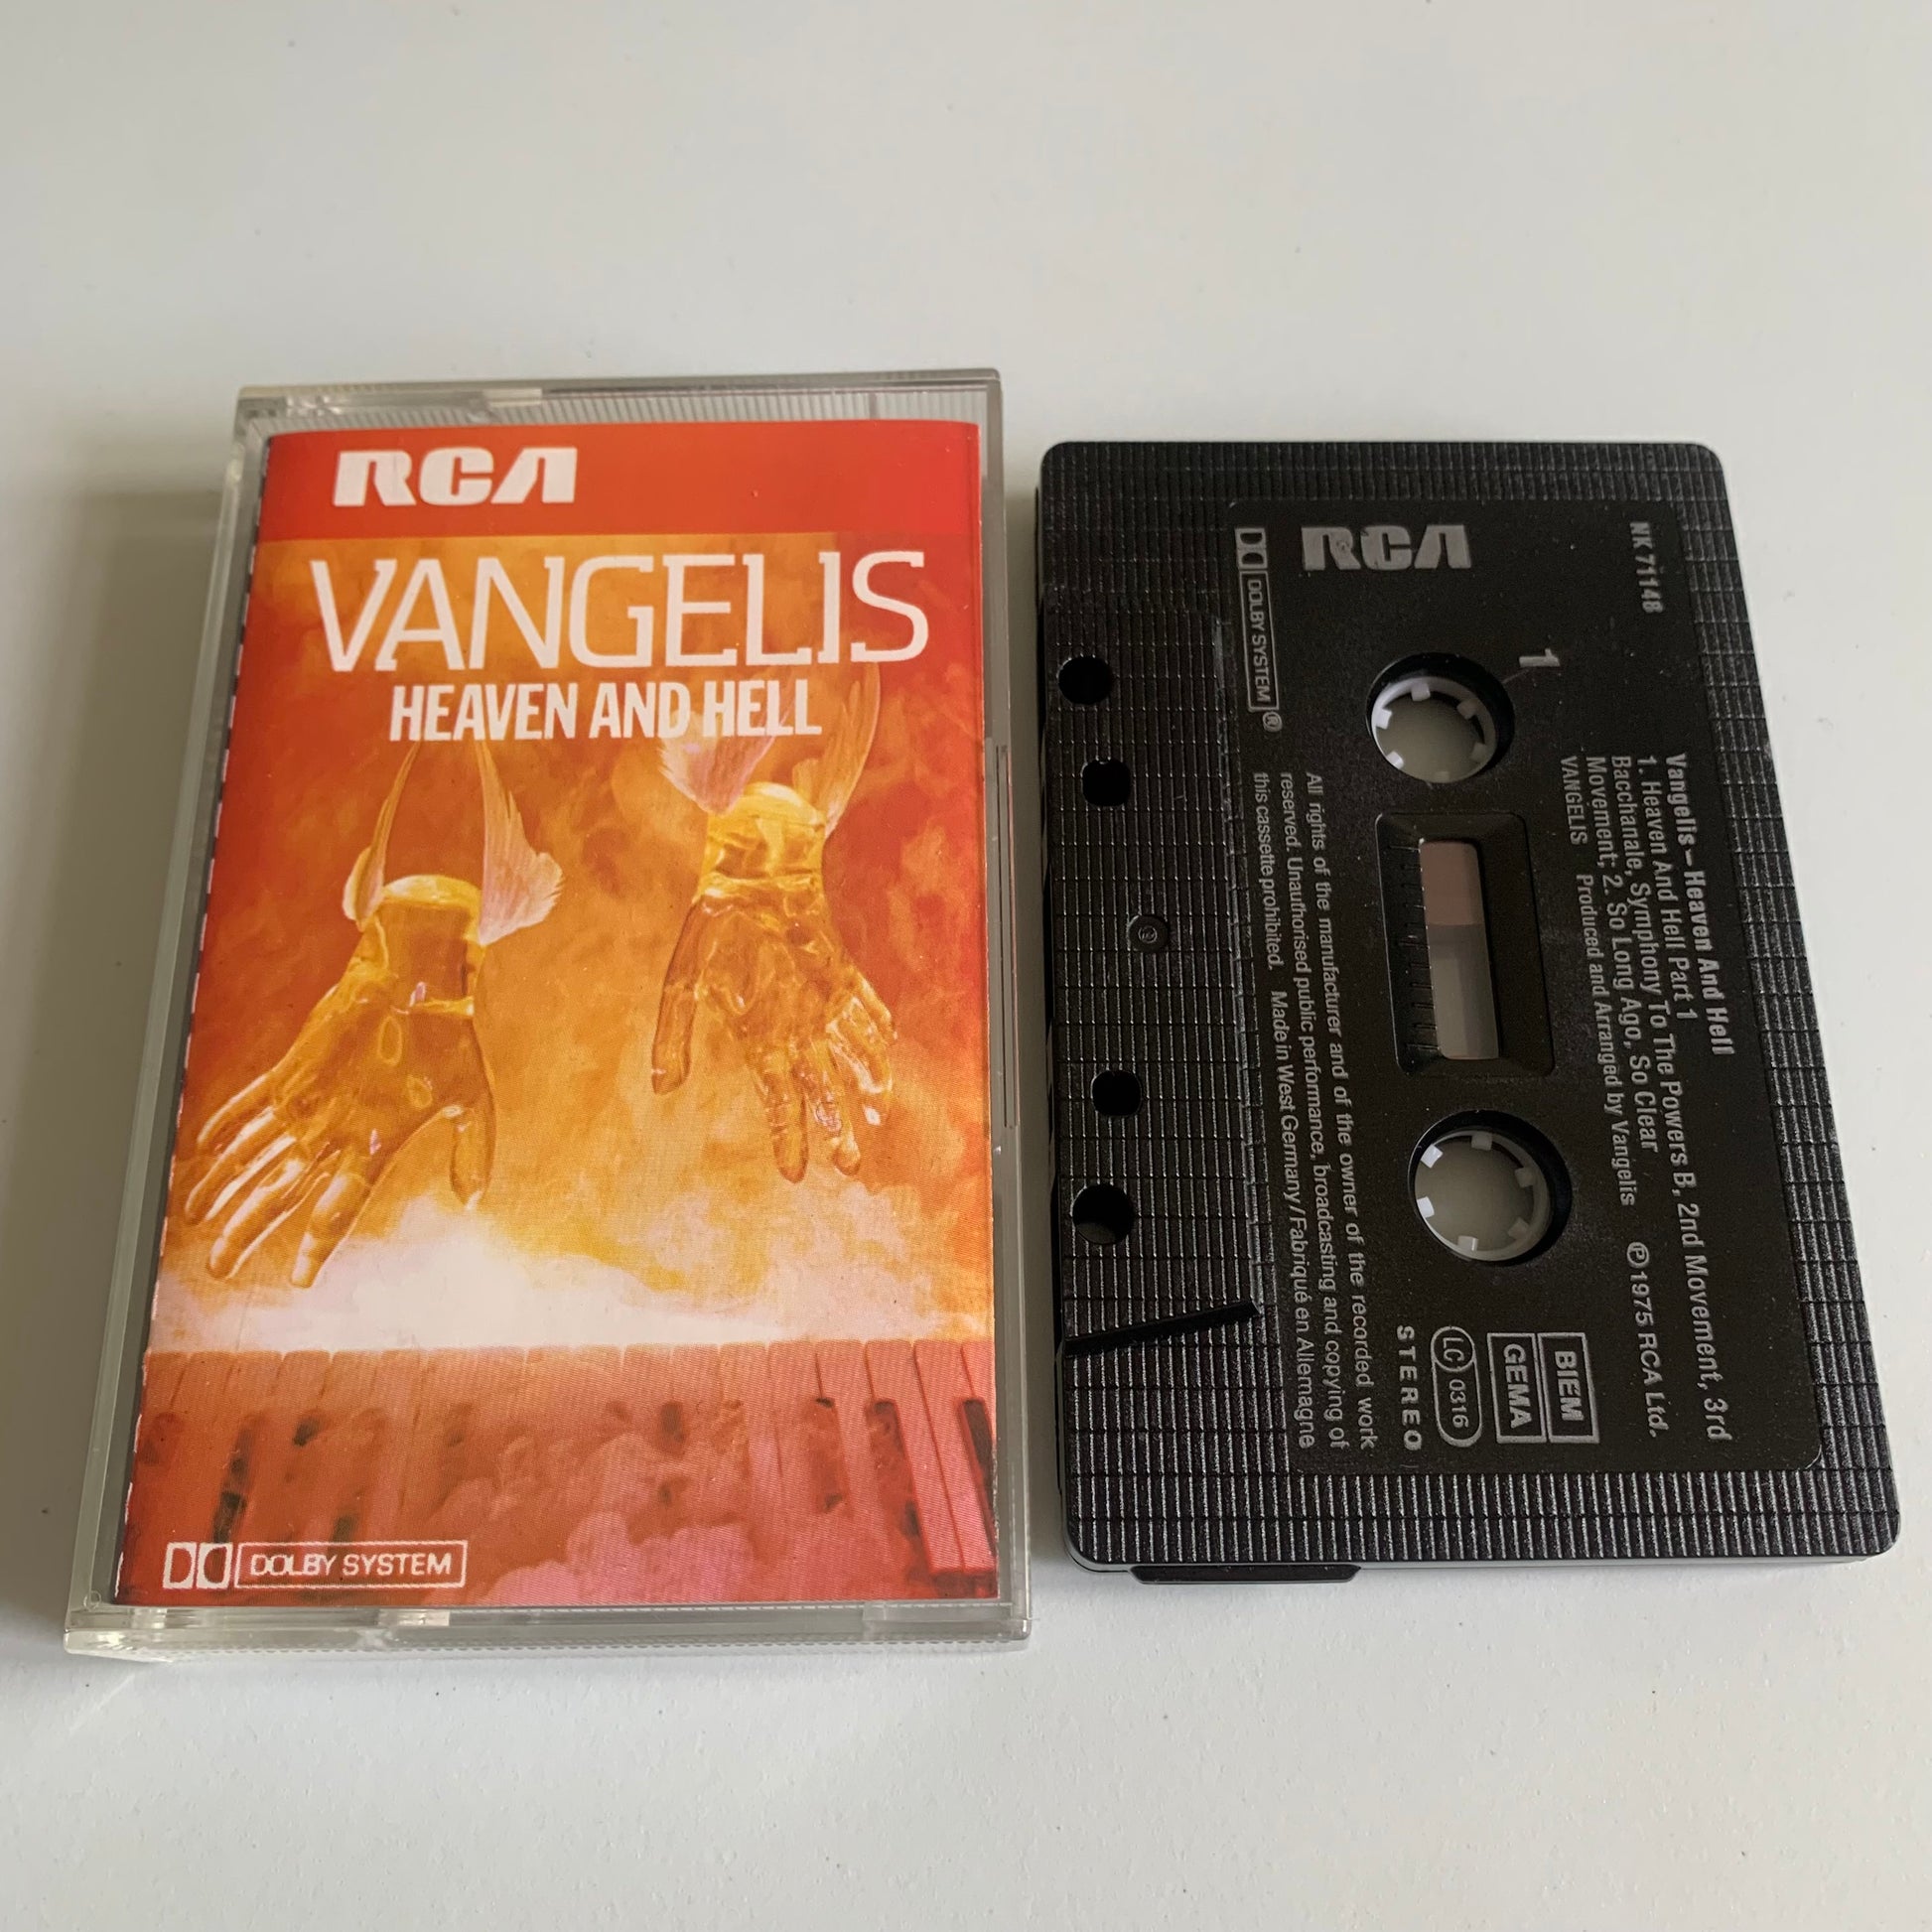 RCA
VANGELIS
HEAVEN AND HELL
DOLBY SYSTEM
NK 71148
RCA
DOLBY SYSTEM ®
1
Vangelis – Heaven And Hell
1. Heaven And Hell Part 1
Bacchanale, Symphony To The Powers B, 2nd Movement, 3rd
Movement; 2. So Long Ago, So Clear
VANGELIS Produced and Arranged by Vangelis ℗1975 RCA Ltd.
BIEM
GEMA
LC 0316
STEREO
All rights of the manufacturer and of the owner of the recorded work
reserved. Unauthorised public performance, broadcasting and copying of
this cassette prohibited. Made in West Germany/Fabriqué en Allemagne